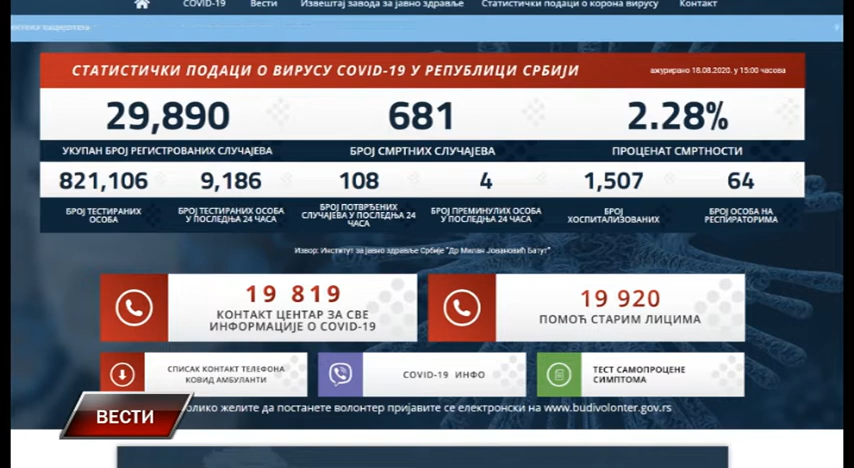 COVID-19 Вести Извештај завода за јавно здравље Статистички подаци о корона вирусу Контакт
СТАТИСТИЧКИ ПОДАЦИ О ВИРУСУ COVID-19 У РЕПУБЛИЦИ СРБИЈИ
ажурирано 18.08.2020. у 15:00 часова
29,890 681 2.28%
УКУПАН БРОЈ РЕГИСТРОВАНИХ СЛУЧАЈЕВА БРОЈ СМРТНИХ СЛУЧАЈЕВА ПРОЦЕНАТ СМРТНОСТИ
821,106 9,186 108 4 1,507 64
БРОЈ ТЕСТИРАНИХ
ОСОБА
БРОЈ ТЕСТИРАНИХ ОСОБА
У ПОСЛЕДЊА 24 ЧАСА
БРОЈ ПОТВРЂЕНИХ
СЛУЧАЈЕВА У ПОСЛЕДЊА 24
ЧАСА
БРОЈ ПРЕМИНУЛИХ ОСОБА
У ПОСЛЕДЊА 24 ЧАСА
БРОЈ
ХОСПИТАЛИЗОВАНИХ
БРОЈ ОСОБА НА
РЕСПИРАТОРИМА
Извор: Институт за јавно здравље Србије "Др Милан Јовановић Батут"
19 819
КОНТАКТ ЦЕНТАР ЗА СВЕ
ИНФОРМАЦИЈЕ О COVID-19
19 920
ПОМОЋ СТАРИМ ЛИЦИМА
СПИСАК КОНТАКТ ТЕЛЕФОНА
КОВИД АМБУЛАНТИ
COVID-19 ИНФО
ТЕСТ САМОПРОЦЕНЕ
СИМПТОМА
ВЕСТИ
олико желите да постанете волонтер пријавите се електронски на www.budivolonter.gov.rs